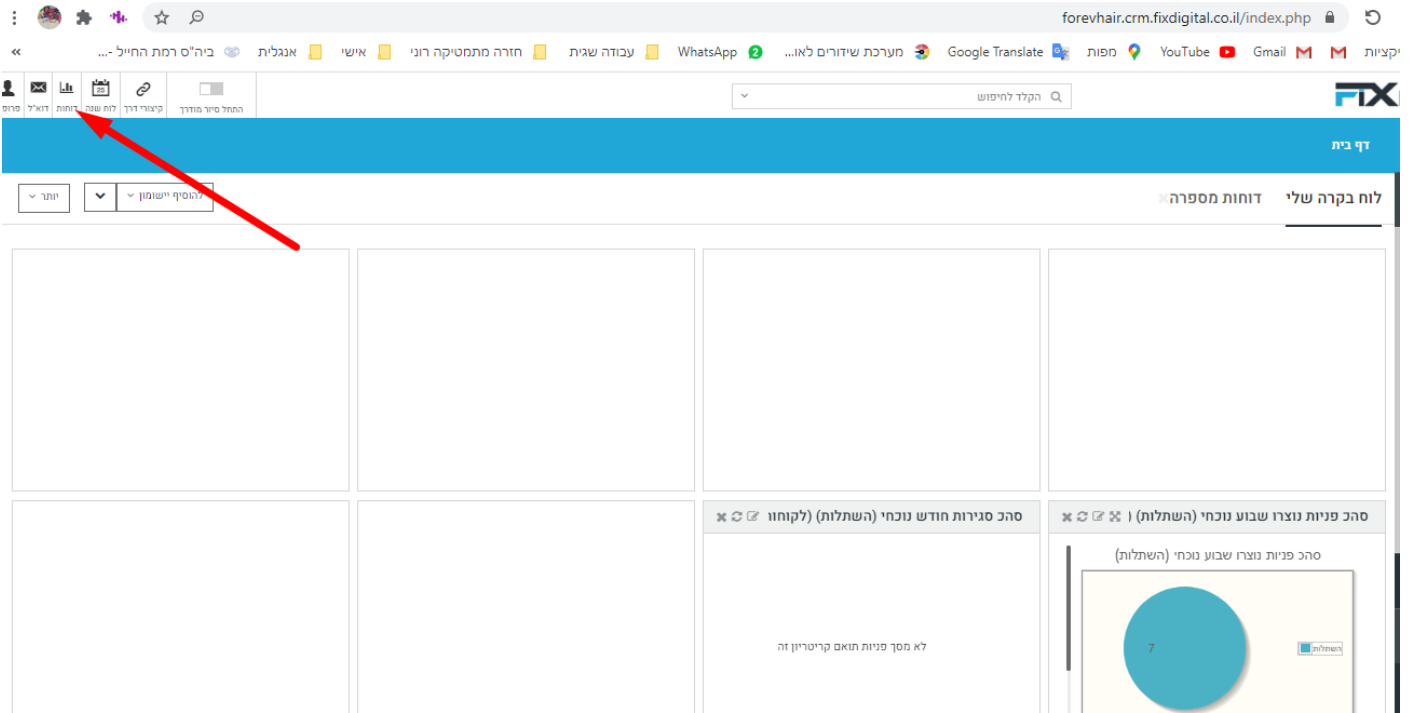 forevhair.crm.fixdigital.co.il/index.php
YouTube Gmail מפות Google Translate מערכת שידורים לאו... WhatsApp עבודה שגית חזרה מתמטיקה רוני אישי אנגלית ביה"ס רמת החייל -...
FIX
הקלד לחיפוש
התחל סיור מודרך קיצורי דרך לוח שנה דוחות דוא"ל
דף בית
לוח בקרה שלי דוחות מספרה
להוסיף יישומון יותר
סהכ פניות נוצרו שבוע נוכחי (השתלות) ( סהכ סגירות חודש נוכחי (השתלות) (לקוחוו
סהכ פניות נוצרו שבוע נוכחי (השתלות)
לא מסך פניות תואם קריטריון זה
7 השתלות